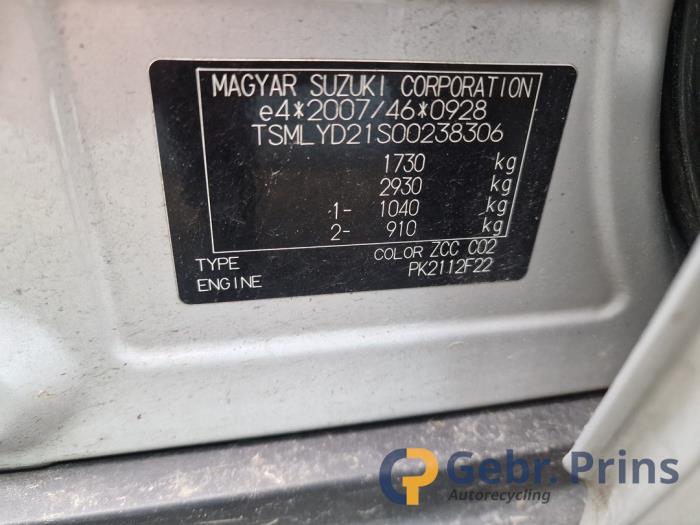 MAGYAR SUZUKI CORPORATION
e4*2007/46*0928
TSMLYD21S00238306
1730 kg
2930 kg
1- 1040 kg
2- 910 kg
TYPE COLOR ZCC C02
ENGINE PK2112F22
Gebr. Prins
Autorecycling